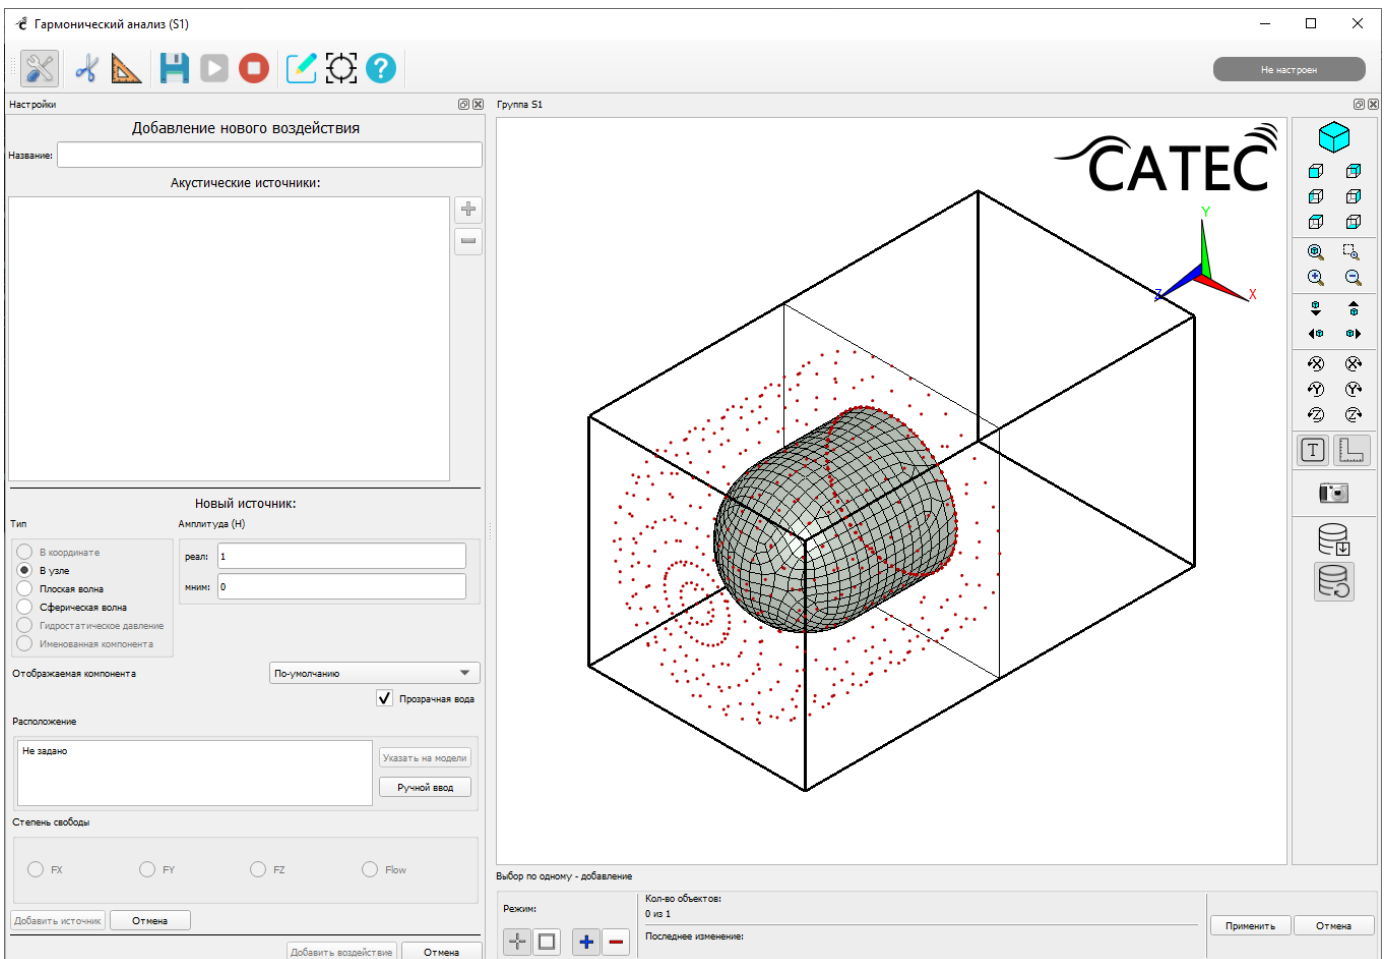 Гармонический анализ (S1)
Не настроен
Настройки
Добавление нового воздействия
Название:
Акустические источники:
Новый источник:
Тип
Амплитуда (Н)
В координате
В узле
Плоская волна
Сферическая волна
Гидростатическое давление
Именованная компонента
реал: 1
мним: 0
Отображаемая компонента
По-умолчанию
Прозрачная вода
Расположение
Не задано
Указать на модели
Ручной ввод
Степень свободы
FX
FY
FZ
Flow
Добавить источник
Отмена
Добавить воздействие
Отмена
Группа S1
CATEC
Y
Z
X
X
X
Y
Y
Z
Z
T
Выбор по одному - добавление
Режим:
Кол-во объектов:
0 из 1
Последнее изменение:
Применить
Отмена